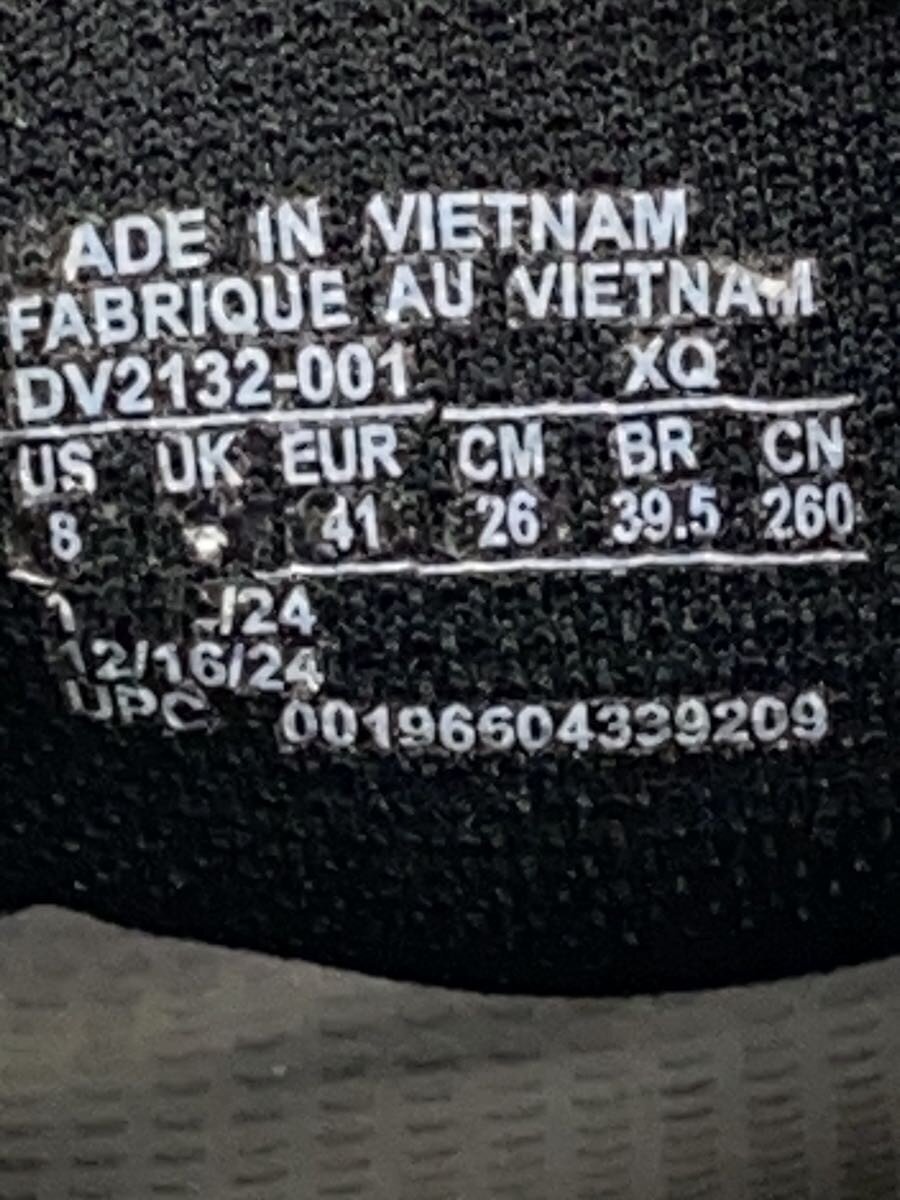 ADE IN VIETNAM
FABRIQUE AU VIETNAM
DV2132-001 XQ
US UK EUR CM BR CN
8 41 26 39.5 260
/24
12/16/24
UPC 00196604339209